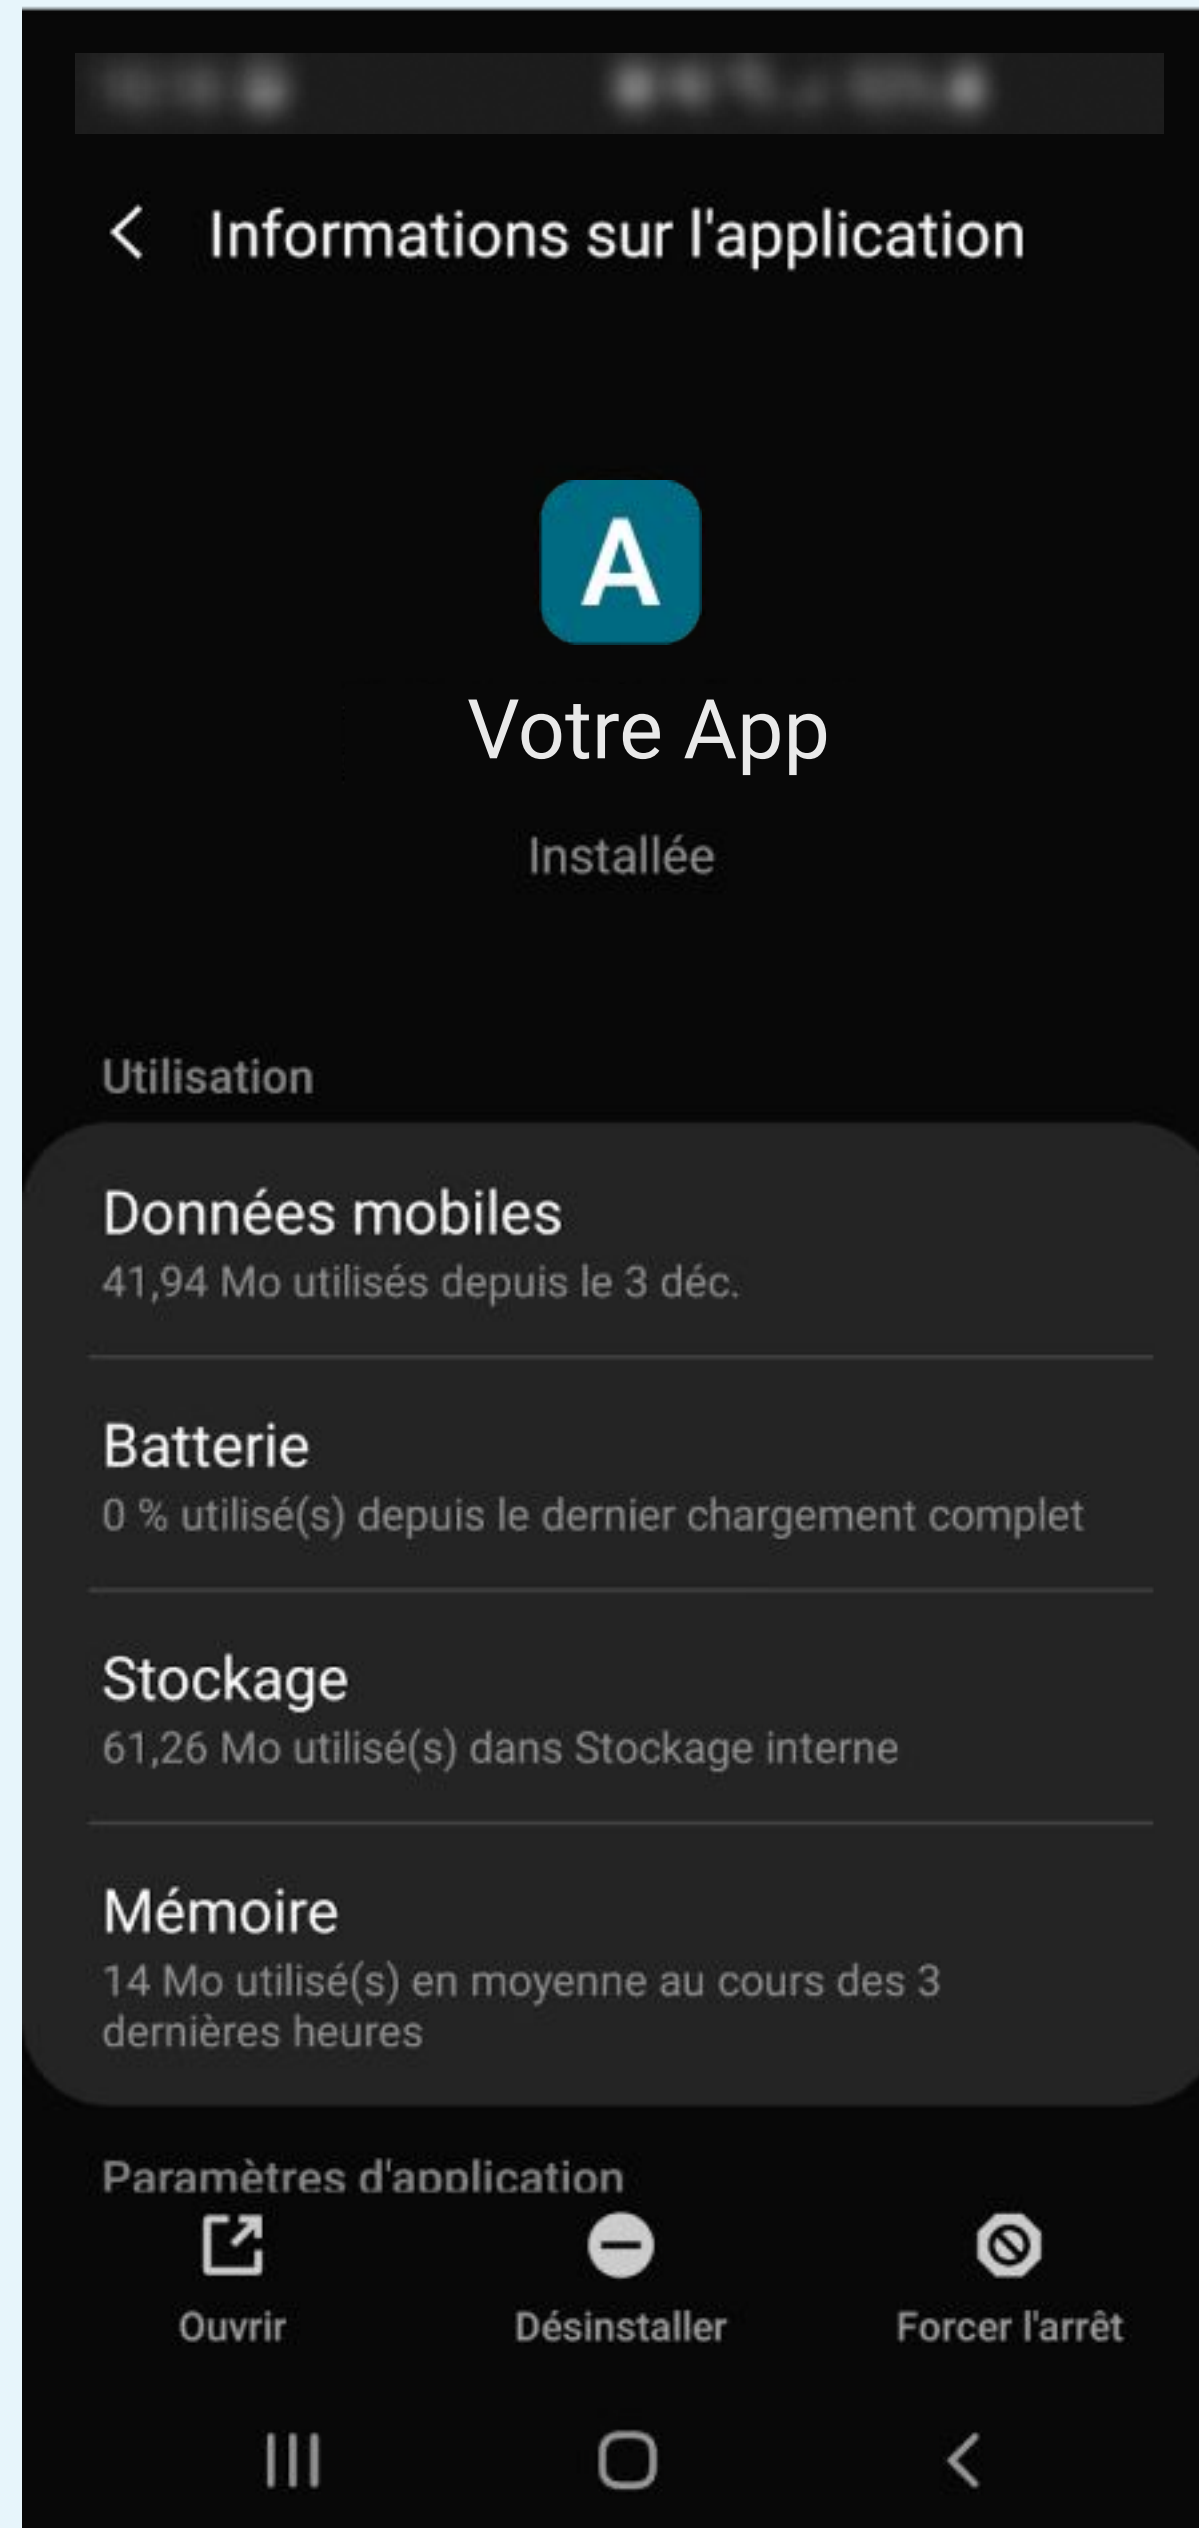 Informations sur l'application
A
Votre App
Installée
Utilisation
Données mobiles
41,94 Mo utilisés depuis le 3 déc.
Batterie
0 % utilisé(s) depuis le dernier chargement complet
Stockage
61,26 Mo utilisé(s) dans Stockage interne
Mémoire
14 Mo utilisé(s) en moyenne au cours des 3
dernières heures
Paramètres d'application
Ouvrir
Désinstaller
Forcer l'arrêt